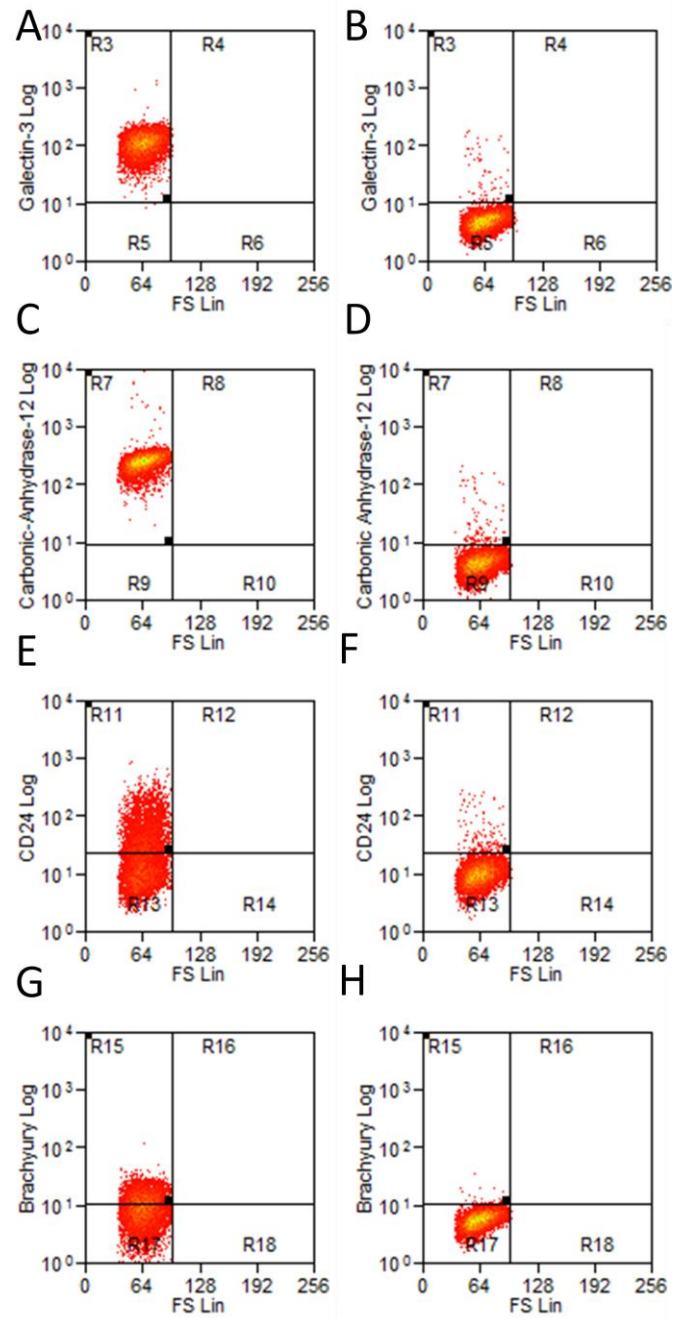 A
B
Galectin-3 Log
10⁴
10³
10²
10¹
10⁰
R3
R4
R5
R6
0 64 128 192 256
FS Lin
Galectin-3 Log
10⁴
10³
10²
10¹
10⁰
R3
R4
R5
R6
0 64 128 192 256
FS Lin
C
D
Carbonic-Anhydrase-12 Log
10⁴
10³
10²
10¹
10⁰
R7
R8
R9
R10
0 64 128 192 256
FS Lin
Carbonic Anhydrase-12 Log
10⁴
10³
10²
10¹
10⁰
R7
R8
R9
R10
0 64 128 192 256
FS Lin
E
F
CD24 Log
10⁴
10³
10²
10¹
10⁰
R11
R12
R13
R14
0 64 128 192 256
FS Lin
CD24 Log
10⁴
10³
10²
10¹
10⁰
R11
R12
R13
R14
0 64 128 192 256
FS Lin
G
H
Brachyury Log
10⁴
10³
10²
10¹
10⁰
R15
R16
R17
R18
0 64 128 192 256
FS Lin
Brachyury Log
10⁴
10³
10²
10¹
10⁰
R15
R16
R17
R18
0 64 128 192 256
FS Lin